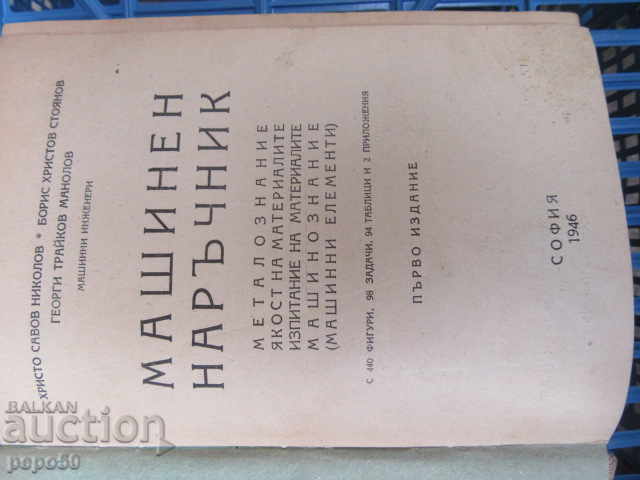 ХРИСТО САВОВ НИКОЛОВ * БОРИС ХРИСТОВ СТОЯНОВ
ГЕОРГИ ТРАЙКОВ МАНОЛОВ
МАШИННИ ИНЖЕНЕРИ
МАШИНЕН
НАРЪЧНИК
МЕТАЛОЗНАНИЕ
ЯКОСТ НА МАТЕРИАЛИТЕ
ИЗПИТАНИЕ НА МАТЕРИАЛИТЕ
МАШИНОЗНАНИЕ
(МАШИННИ ЕЛЕМЕНТИ)
С 440 ФИГУРИ, 98 ЗАДАЧИ, 94 ТАБЛИЦИ И 2 ПРИЛОЖЕНИЯ
ПЪРВО ИЗДАНИЕ
СОФИЯ
1946
BALKAN
auction
popo50